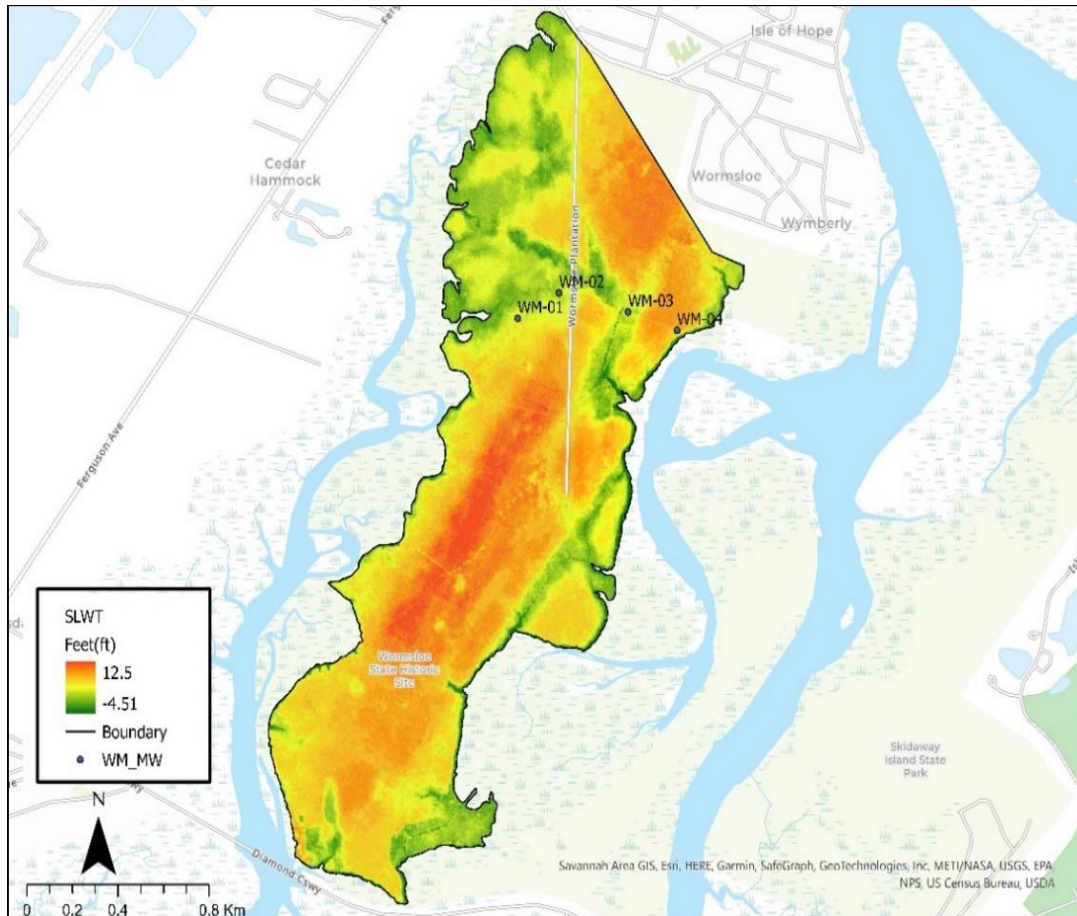 Isle of Hope
Cedar
Hammock
Wormsloe
Wymberly
Wormsloe Plantation
WM-02
WM-01
WM-03
WM-04
Ferguson Ave
SLWT
Feet(ft)
12.5
-4.51
Boundary
WM_MW
Wormsloe
State Historic
Site
Skidaway
Island State
Park
N
Diamond Cswy
0 0.2 0.4 0.8 Km
Savannah Area GIS, Esri, HERE, Garmin, SafeGraph, GeoTechnologies, Inc, METI/NASA, USGS, EPA,
NPS, US Census Bureau, USDA